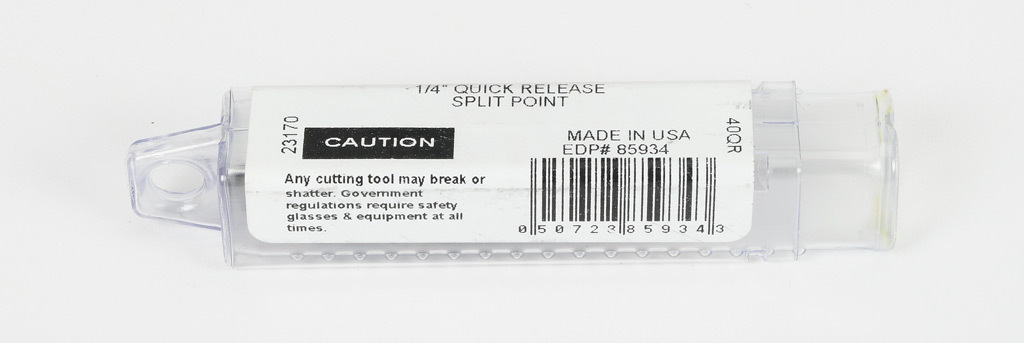 1/4" QUICK RELEASE
SPLIT POINT
23170
CAUTION
Any cutting tool may break or
shatter. Government
regulations require safety
glasses & equipment at all
times.
MADE IN USA
EDP# 85934
0 50723 85934 3
40QR